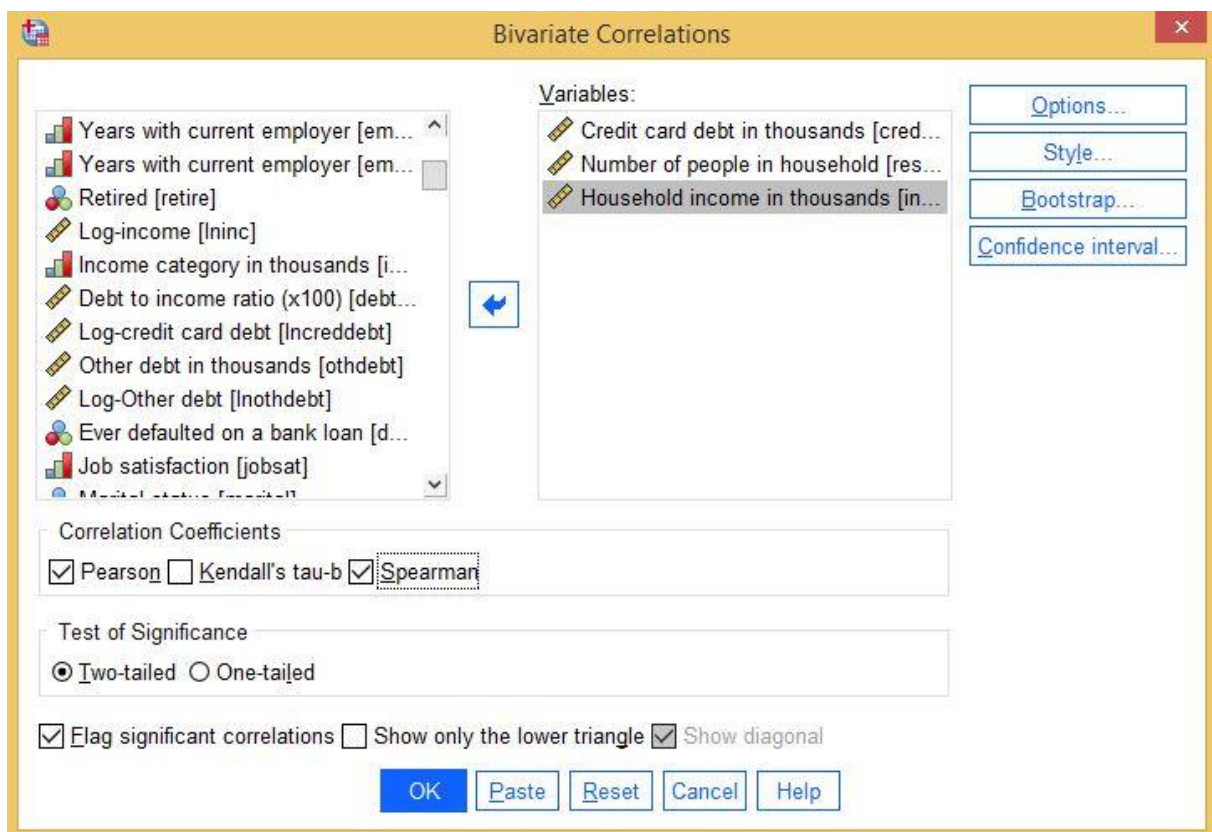 Bivariate Correlations
Variables:
Years with current employer [em...
Years with current employer [em...
Retired [retire]
Log-income [lninc]
Income category in thousands [i...
Debt to income ratio (x100) [debt...
Log-credit card debt [lncreddebt]
Other debt in thousands [othdebt]
Log-Other debt [lnothdebt]
Ever defaulted on a bank loan [d...
Job satisfaction [jobsat]
Marital status [marital]
Credit card debt in thousands [cred...
Number of people in household [res...
Household income in thousands [in...
Options...
Style...
Bootstrap...
Confidence interval...
Correlation Coefficients
Pearson Kendall's tau-b Spearman
Test of Significance
Two-tailed One-tailed
Flag significant correlations Show only the lower triangle Show diagonal
OK Paste Reset Cancel Help